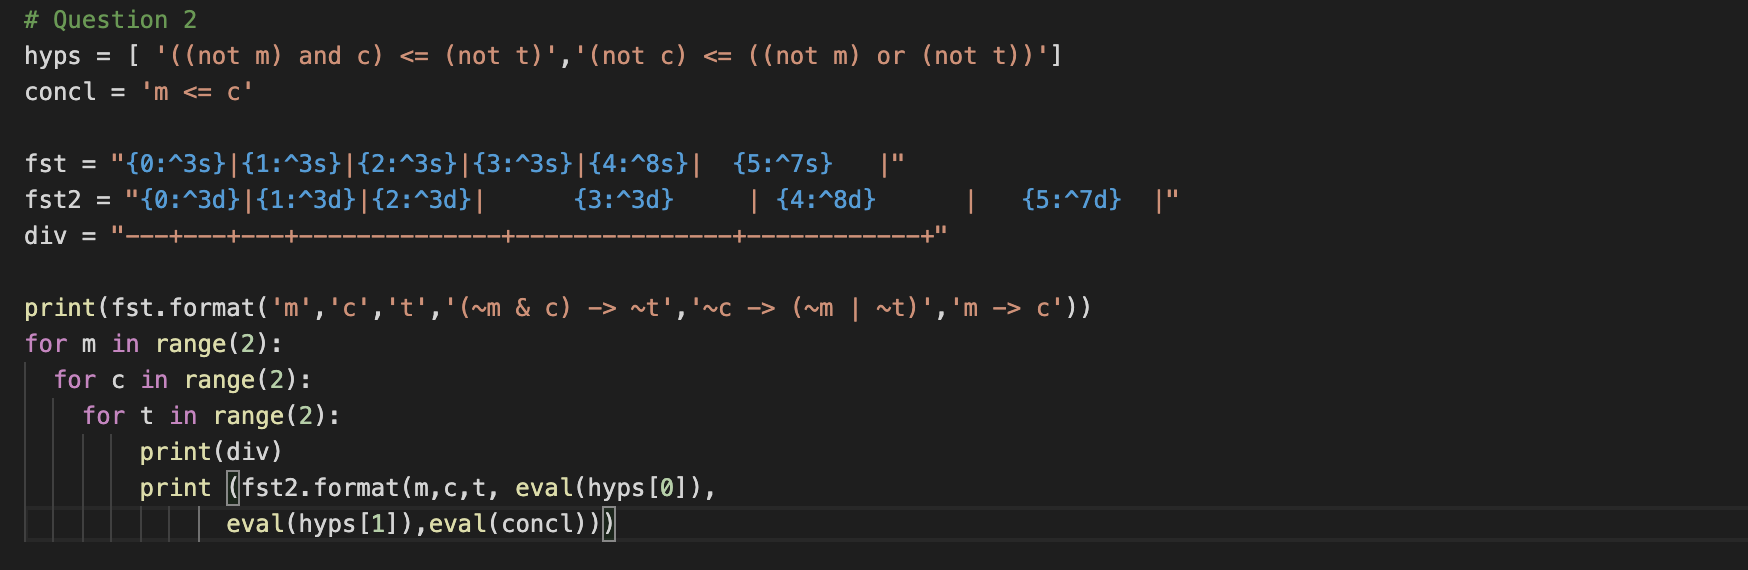 # Question 2
hyps = [ '((not m) and c) <= (not t)','(not c) <= ((not m) or (not t))']
concl = 'm <= c'
fst = "{0:^3s}|{1:^3s}|{2:^3s}|{3:^3s}|{4:^8s}|  {5:^7s}   |"
fst2 = "{0:^3d}|{1:^3d}|{2:^3d}|      {3:^3d}     | {4:^8d}      |   {5:^7d}  |"
div = "---+---+---+--------------+---------------+------------+"
print(fst.format('m','c','t','(~m & c) -> ~t','~c -> (~m | ~t)','m -> c'))
for m in range(2):
  for c in range(2):
    for t in range(2):
        print(div)
        print (fst2.format(m,c,t, eval(hyps[0]),
              eval(hyps[1]),eval(concl)))